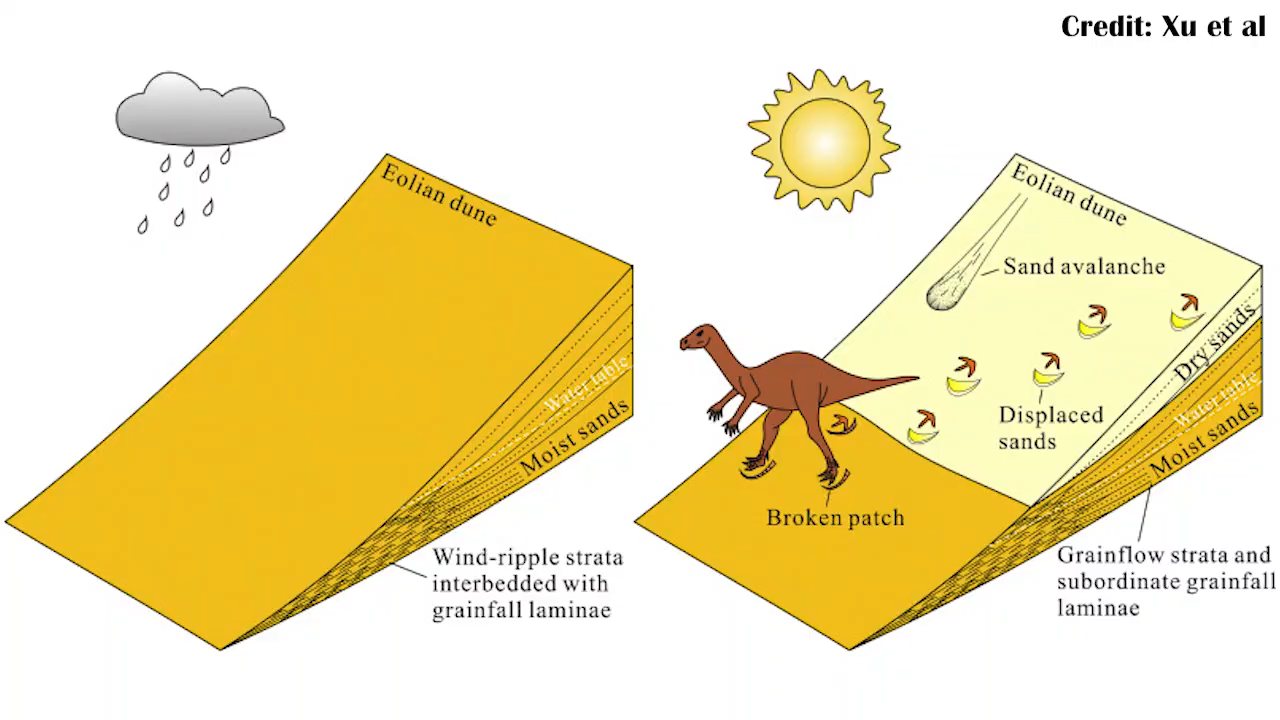 Credit: Xu et al
Eolian dune
Water table
Moist sands
Wind-ripple strata
interbedded with
grainfall laminae
Eolian dune
Sand avalanche
Dry sands
Displaced
sands
Water table
Moist sands
Broken patch
Grainflow strata and
subordinate grainfall
laminae